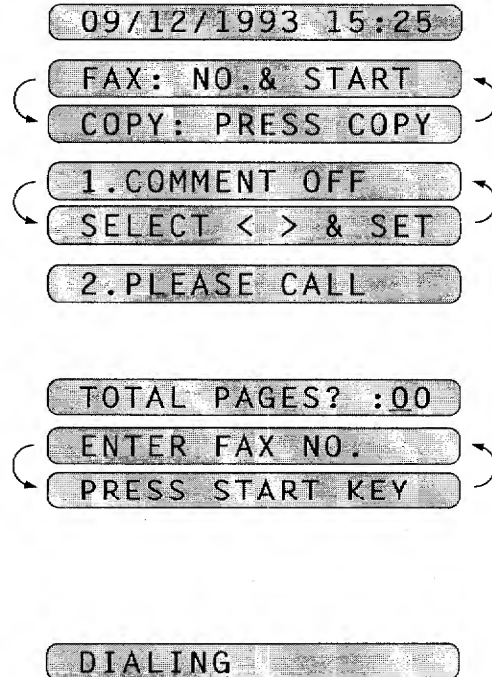 09/12/1993 15:25
FAX: NO.& START
COPY: PRESS COPY
1.COMMENT OFF
SELECT < > & SET
2.PLEASE CALL
TOTAL PAGES? :00
ENTER FAX NO.
PRESS START KEY
DIALING